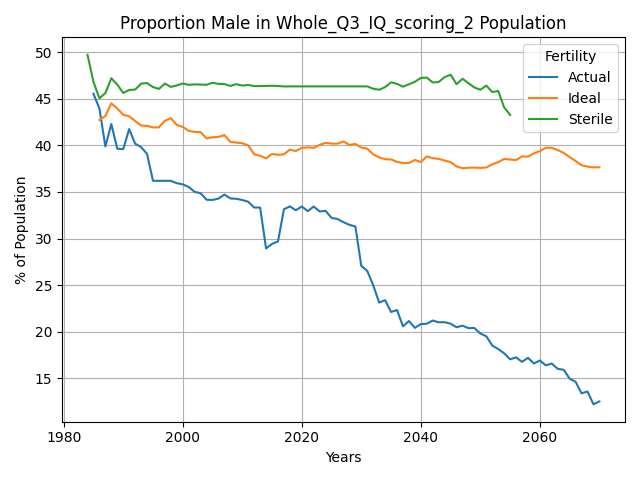 Proportion Male in Whole_Q3_IQ_scoring_2 Population
% of Population
50
45
40
35
30
25
20
15
1980
2000
2020
2040
2060
Years
Fertility
Actual
Ideal
Sterile